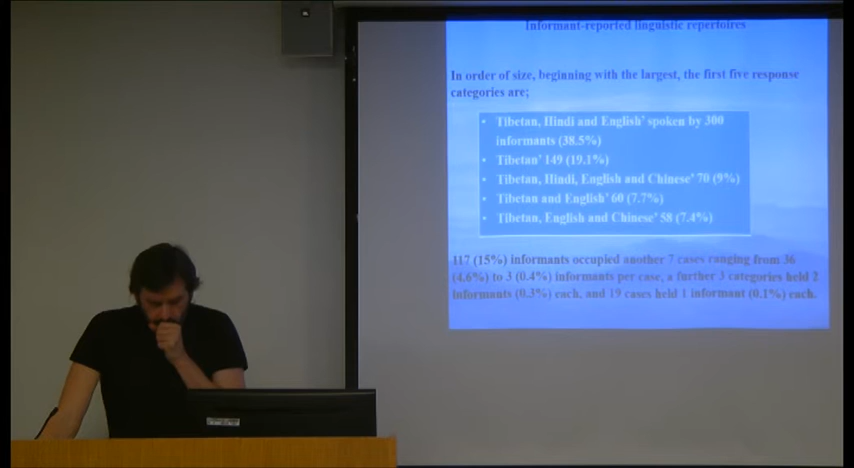 Informant-reported linguistic repertoires
In order of size, beginning with the largest, the first five response
categories are;
• Tibetan, Hindi and English' spoken by 300
informants (38.5%)
• Tibetan' 149 (19.1%)
• Tibetan, Hindi, English and Chinese' 70 (9%)
• Tibetan and English' 60 (7.7%)
• Tibetan, English and Chinese' 58 (7.4%)
117 (15%) informants occupied another 7 cases ranging from 36
(4.6%) to 3 (0.4%) informants per case, a further 3 categories held 2
informants (0.3%) each, and 19 cases held 1 informant (0.1%) each.